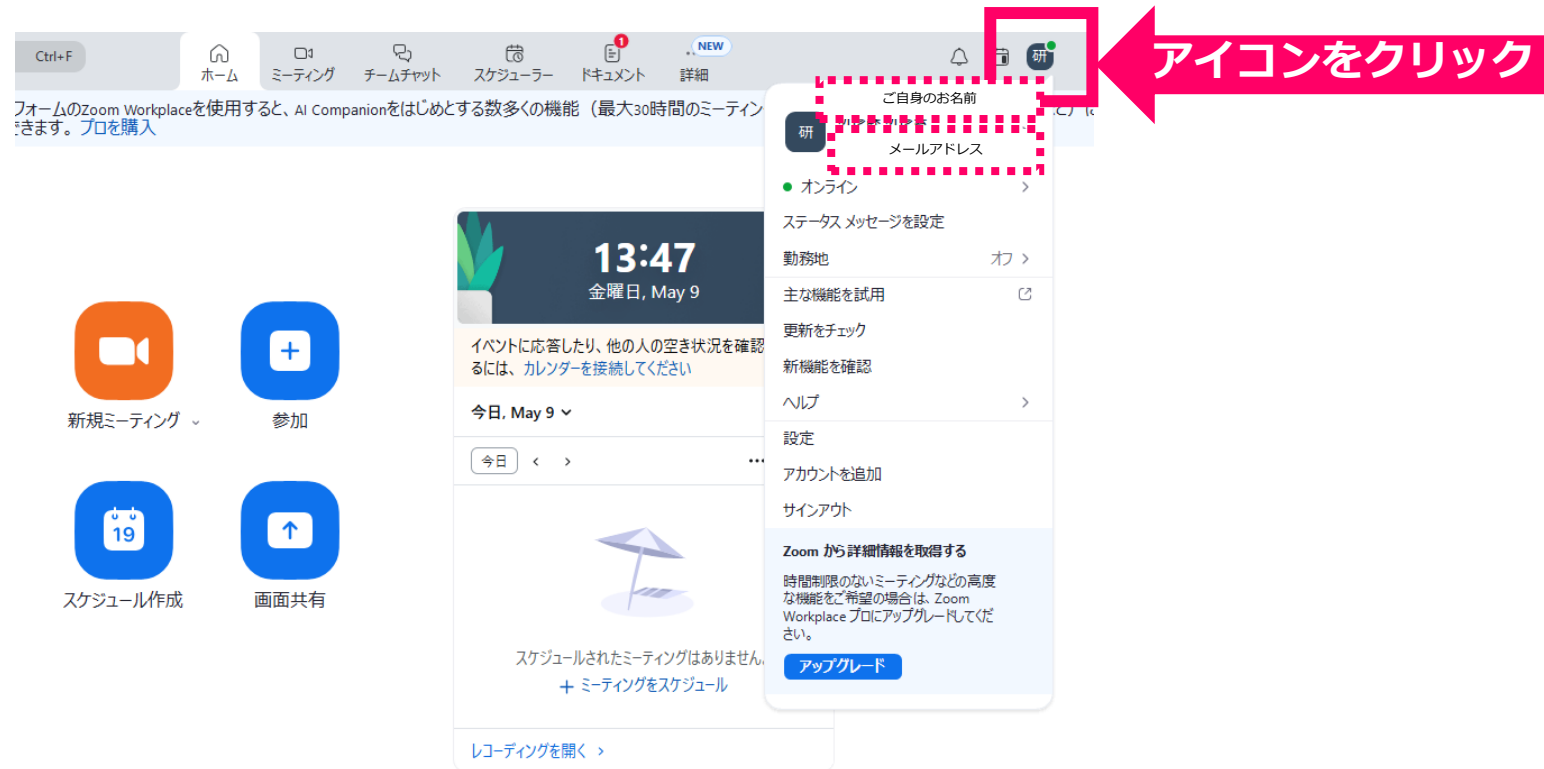 アイコンをクリック
Ctrl+F
ホーム
ミーティング
チームチャット
スケジューラー
1
ドキュメント
NEW
詳細
研
フォームのZoom Workplaceを使用すると、AI Companionをはじめとする数多くの機能（最大30時間のミーティン
できます。プロを購入
ご自身のお名前
研
メールアドレス
オンライン
ステータス メッセージを設定
勤務地 オフ
主な機能を試用
更新をチェック
新機能を確認
ヘルプ
設定
アカウントを追加
サインアウト
Zoom から詳細情報を取得する
時間制限のないミーティングなどの高度
な機能をご希望の場合は、Zoom
Workplace プロにアップグレードしてくだ
さい。
アップグレード
13:47
金曜日, May 9
イベントに応答したり、他の人の空き状況を確認
るには、カレンダーを接続してください
今日, May 9
今日
スケジュールされたミーティングはありません。
+ ミーティングをスケジュール
レコーディングを開く
新規ミーティング
参加
19
スケジュール作成
画面共有